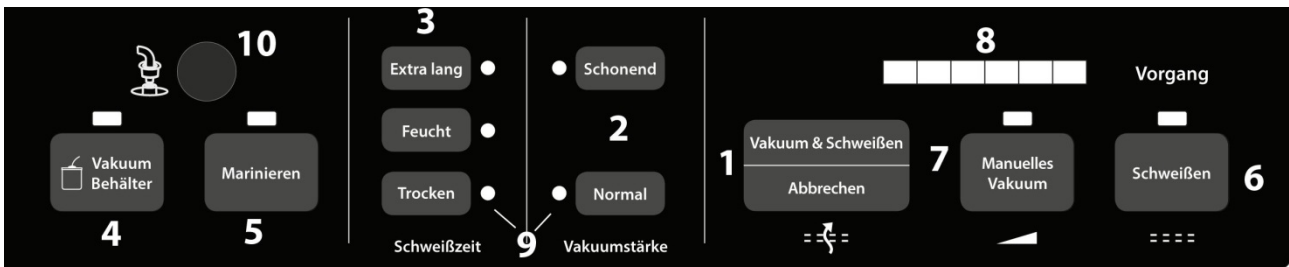 10
Vakuum
Behälter
Marinieren
4
5
3
Extra lang
Feucht
Trocken
Schweißzeit
Schonend
2
Normal
9
Vakuumstärke
8
Vorgang
1
Vakuum & Schweißen
Abbrechen
7
Manuelles
Vakuum
Schweißen
6